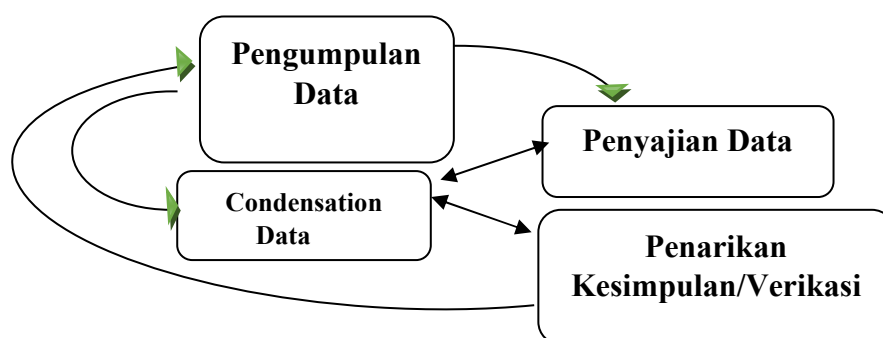 Pengumpulan
Data
Penyajian Data
Condensation
Data
Penarikan
Kesimpulan/Verikasi